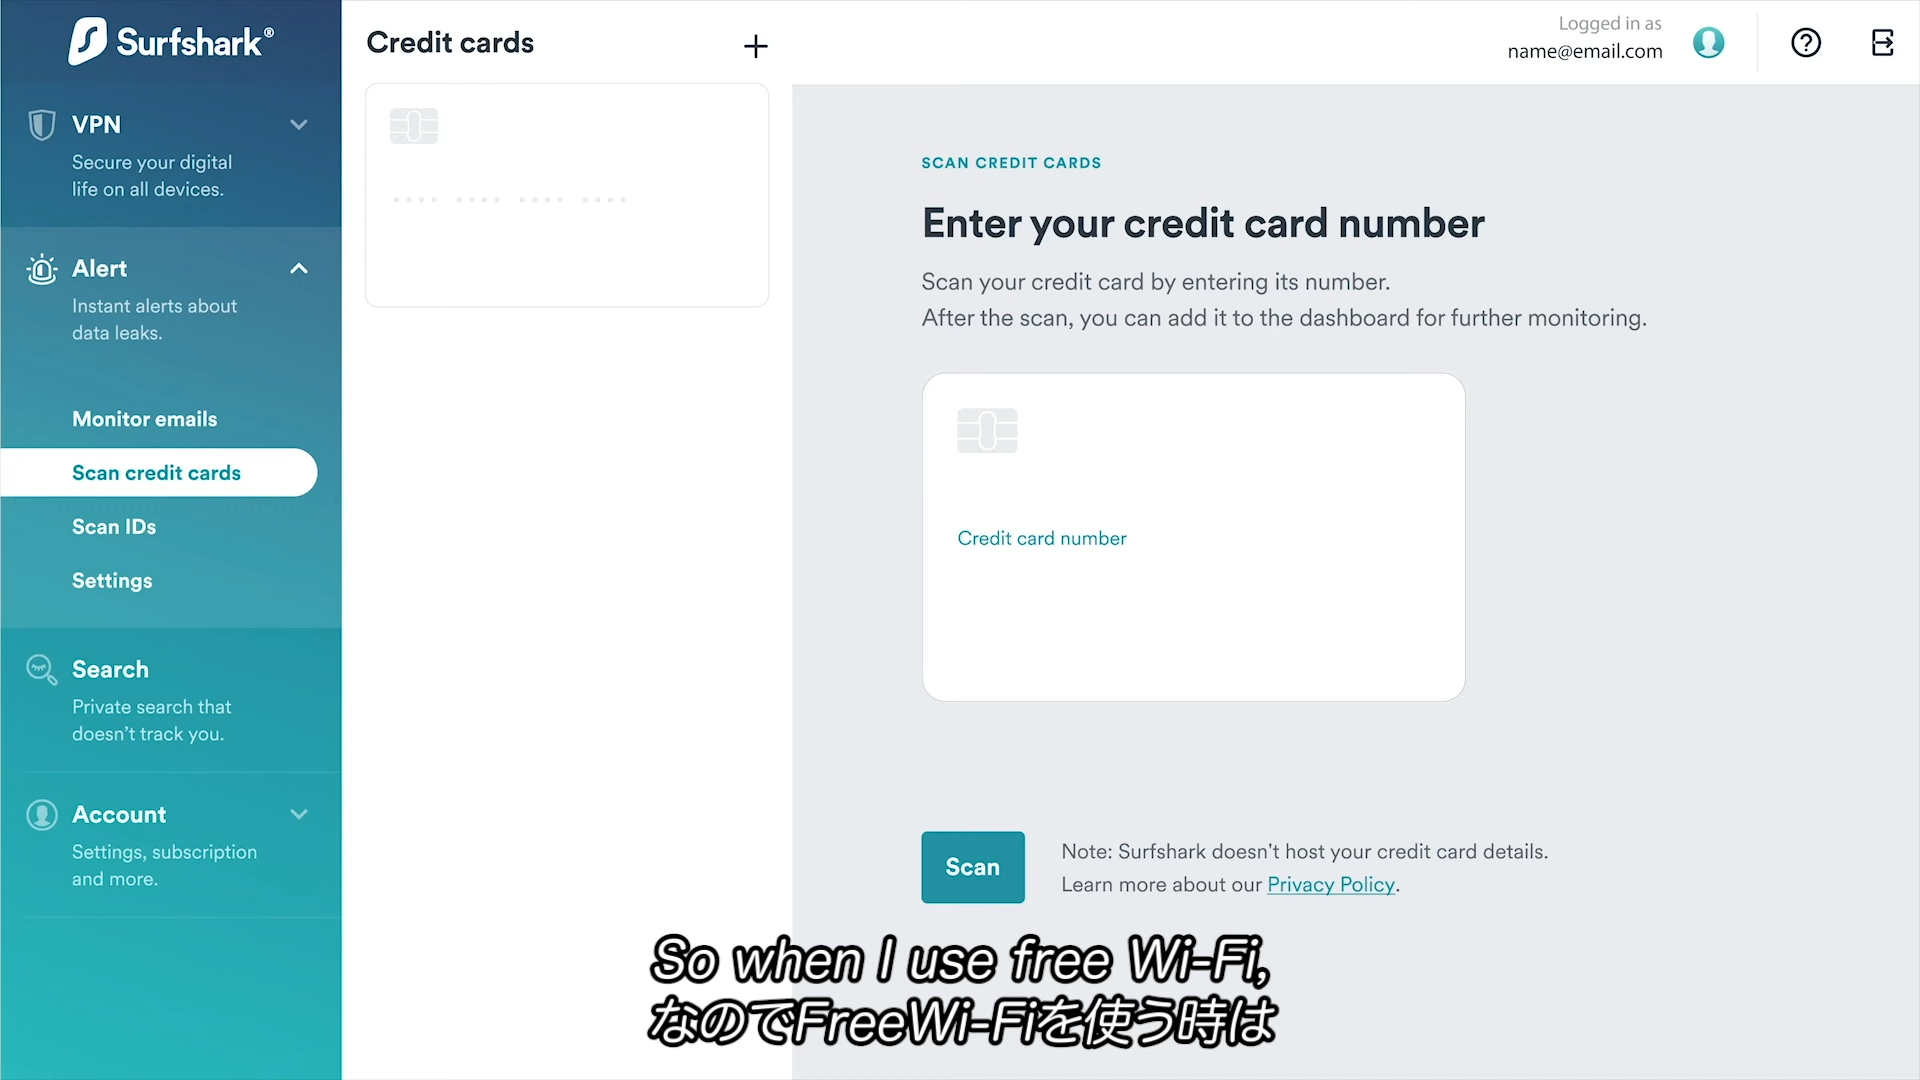 Surfshark®
VPN
Secure your digital
life on all devices.
Alert
Instant alerts about
data leaks.
Monitor emails
Scan credit cards
Scan IDs
Settings
Search
Private search that
doesn’t track you.
Account
Settings, subscription
and more.
Credit cards
Logged in as
name@email.com
SCAN CREDIT CARDS
Enter your credit card number
Scan your credit card by entering its number.
After the scan, you can add it to the dashboard for further monitoring.
Credit card number
Scan
Note: Surfshark doesn't host your credit card details.
Learn more about our Privacy Policy.
So when I use free Wi-Fi,
なのでFreeWi-Fiを使う時は